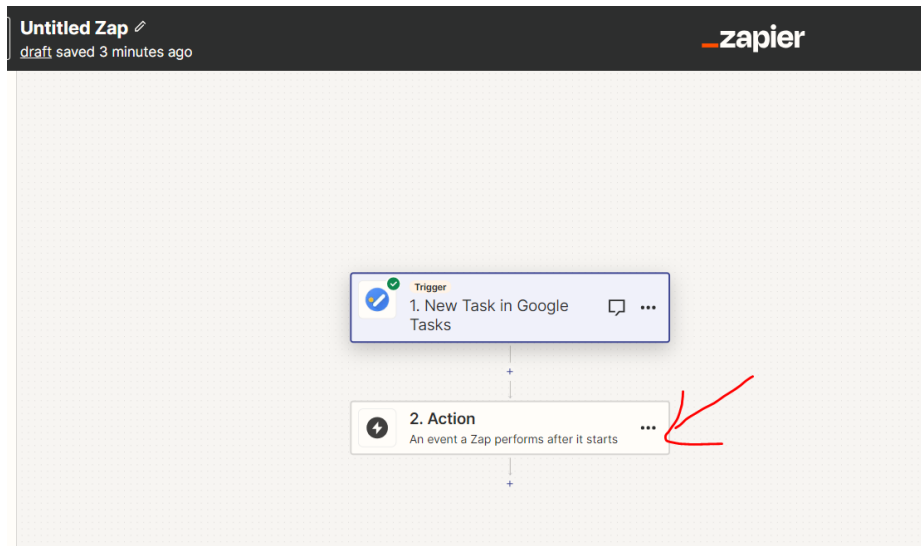 Untitled Zap
draft saved 3 minutes ago
_zapier
Trigger
1. New Task in Google
Tasks
+
2. Action
An event a Zap performs after it starts
+